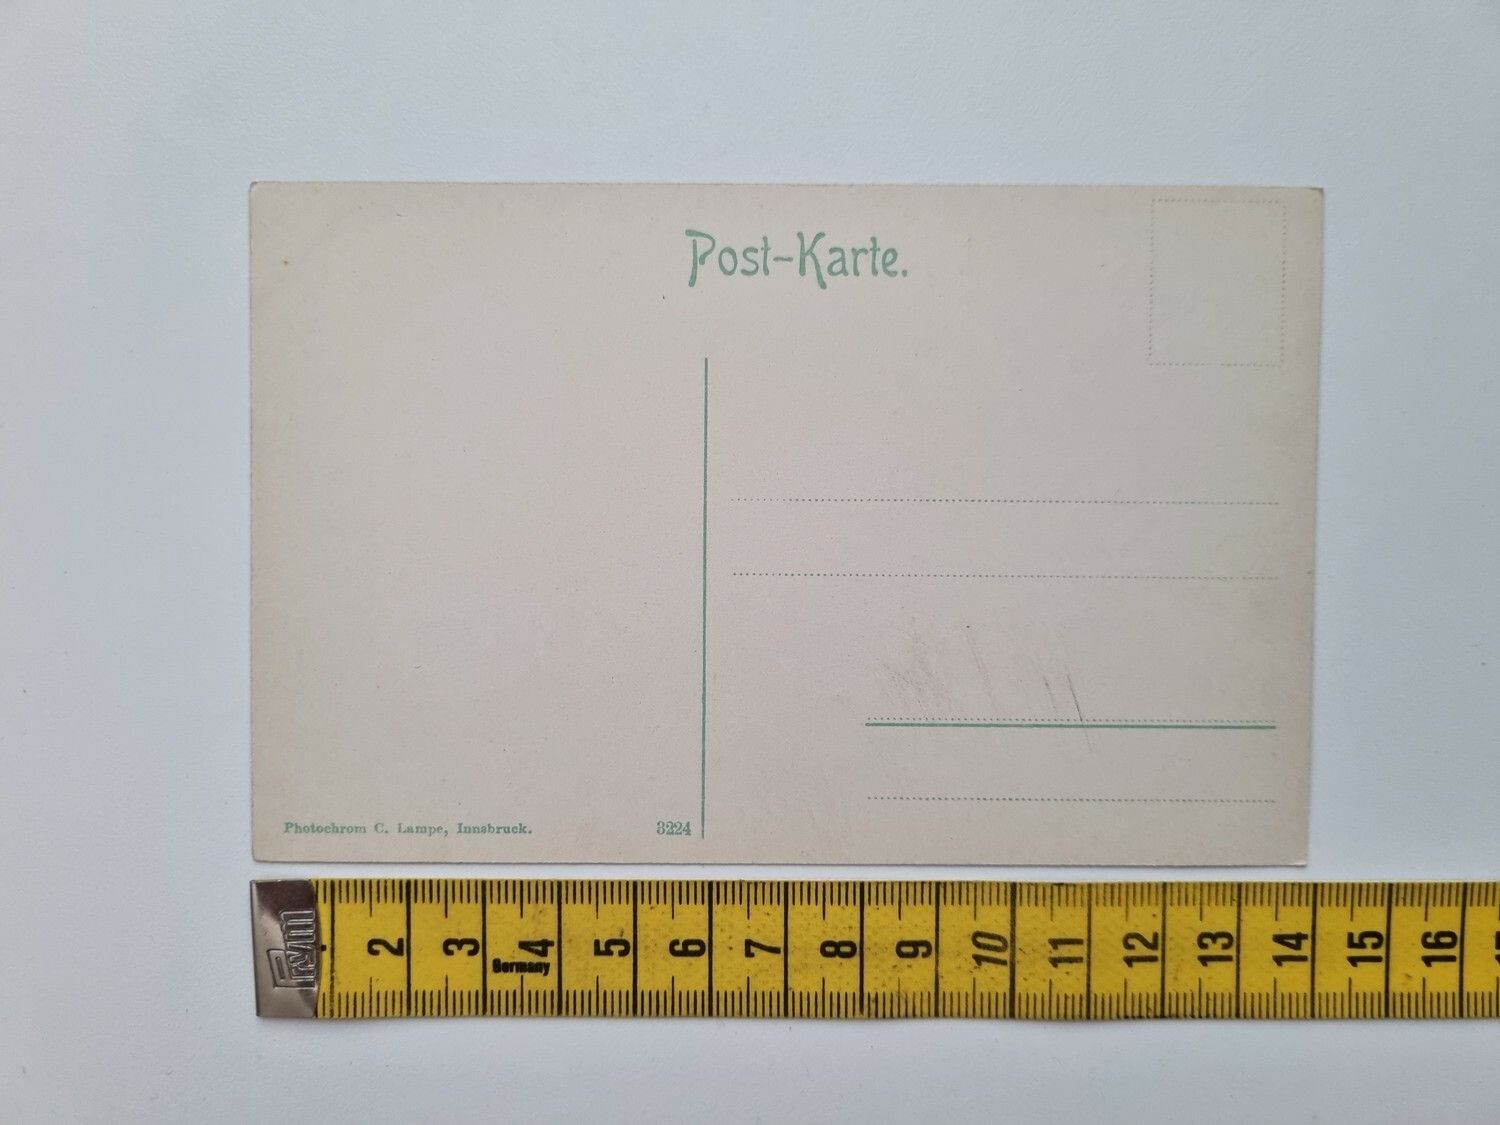 Post-Karte.
Photochrom C. Lampe, Innsbruck.
3224
Prym
2 3 4 5 6 7 8 9 10 11 12 13 14 15 16
Germany